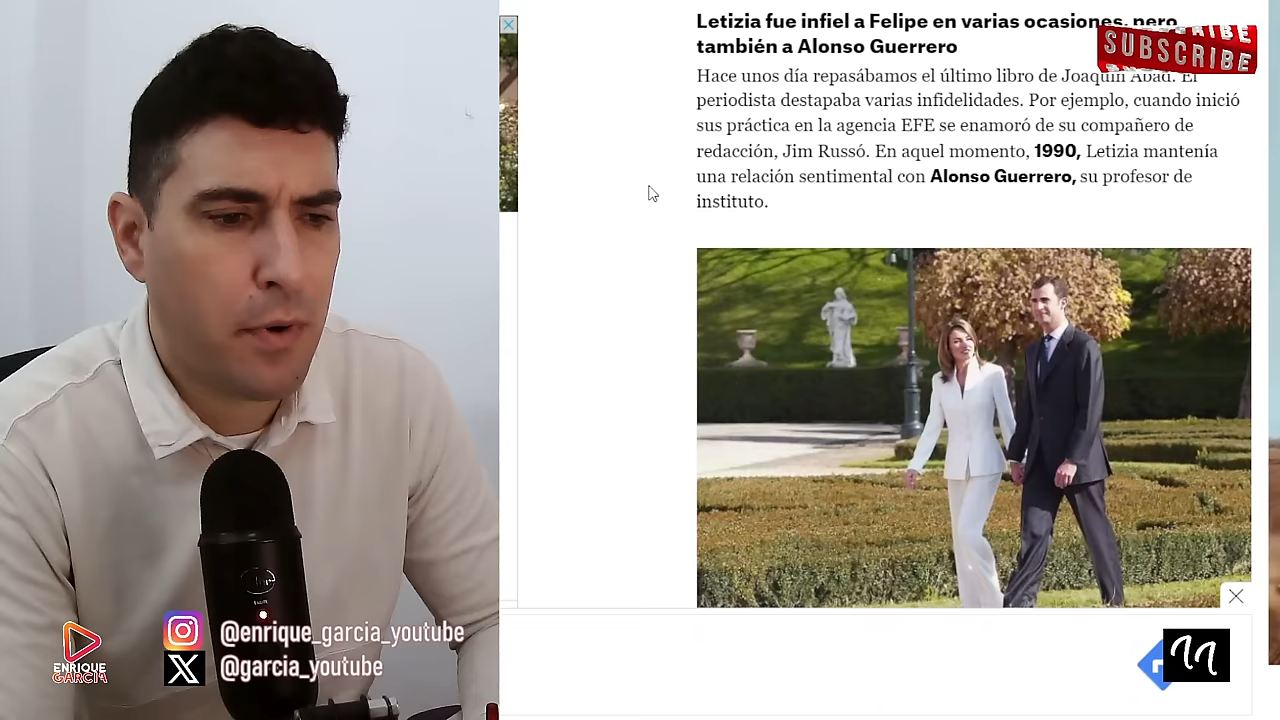 Letizia fue infiel a Felipe en varias ocasiones, pero
también a Alonso Guerrero
SUBSCRIBE
Hace unos día repasábamos el último libro de Joaquín Abad. El
periodista destapaba varias infidelidades. Por ejemplo, cuando inició
sus práctica en la agencia EFE se enamoró de su compañero de
redacción, Jim Russó. En aquel momento, 1990, Letizia mantenía
una relación sentimental con Alonso Guerrero, su profesor de
instituto.
@enrique_garcia_youtube
@garcia_youtube
ENRIQUE
GARCIA